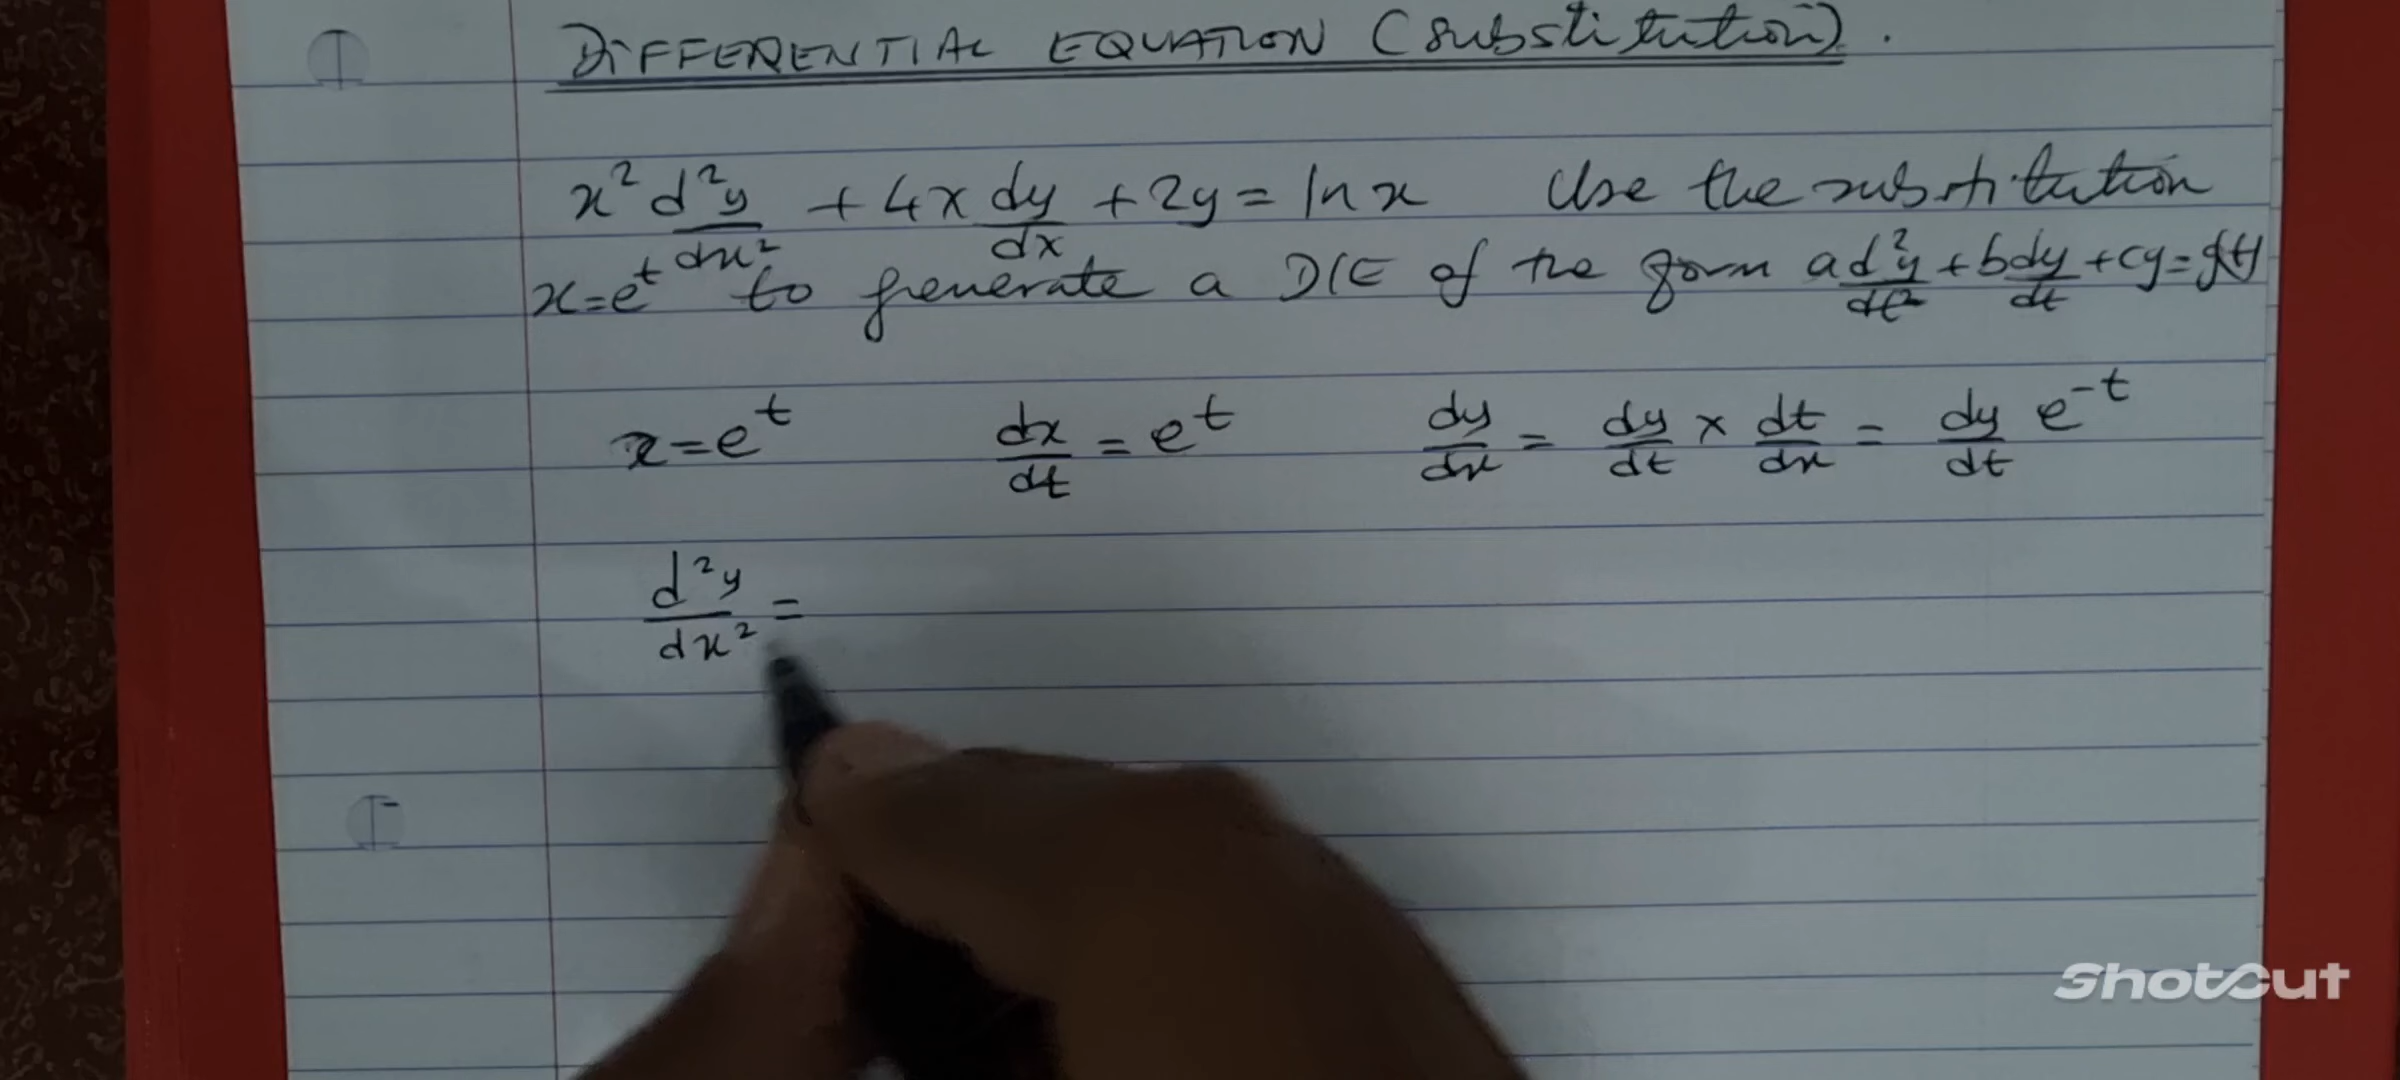 DIFFERENTIAL EQUATION (substitution).
x² d²y/dx² + 4x dy/dx + 2y = ln x Use the substitution
x=e^t to generate a D/E of the form a d²y/dt² + b dy/dt + cy = f(t)
x=e^t dx/dt = e^t dy/dx = dy/dt × dt/dx = dy/dt e^-t
d²y/dx² =
ShotCut